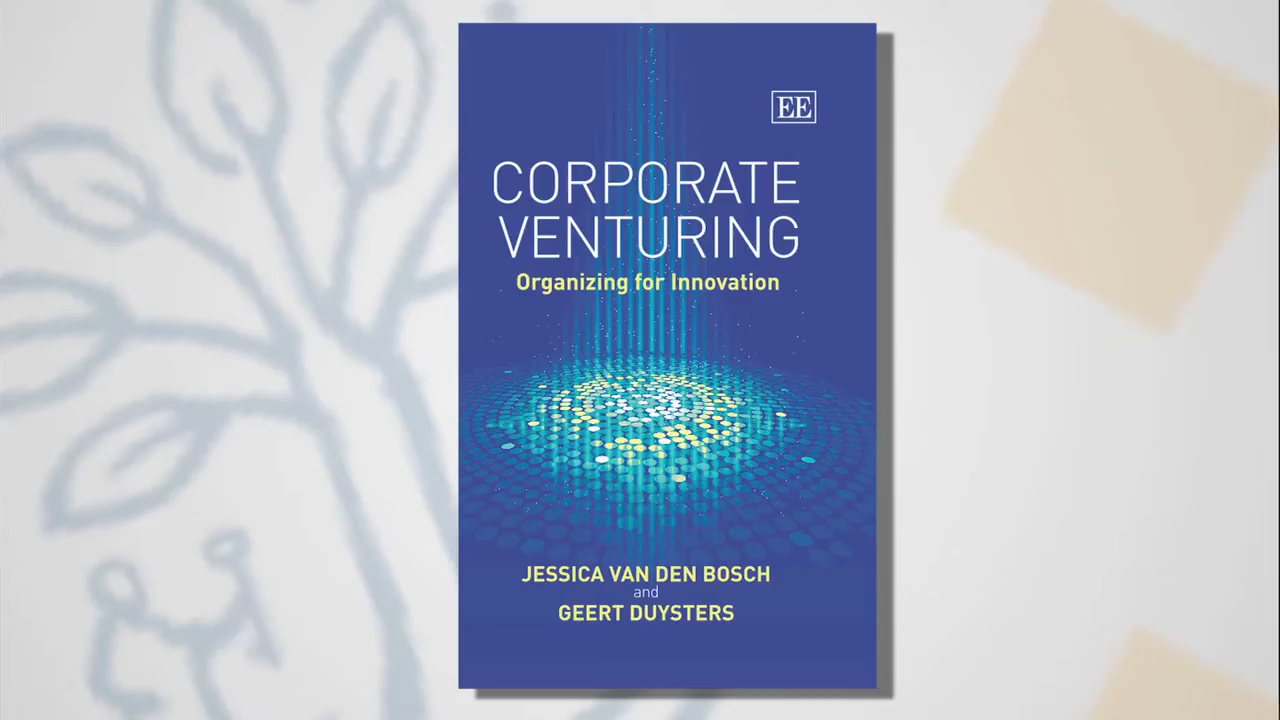 EE
CORPORATE
VENTURING
Organizing for Innovation
JESSICA VAN DEN BOSCH
and
GEERT DUYSTERS